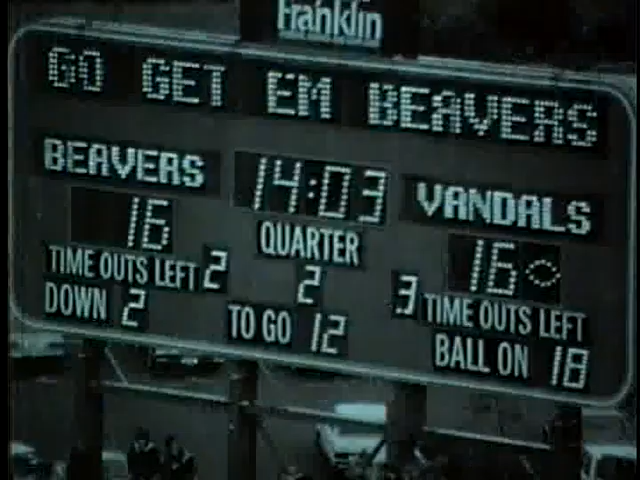 Franklin
GO GET EM BEAVERS
BEAVERS 14:03 VANDALS
16 QUARTER 16
TIME OUTS LEFT 2 2 3 TIME OUTS LEFT
DOWN 2 TO GO 12 BALL ON 18